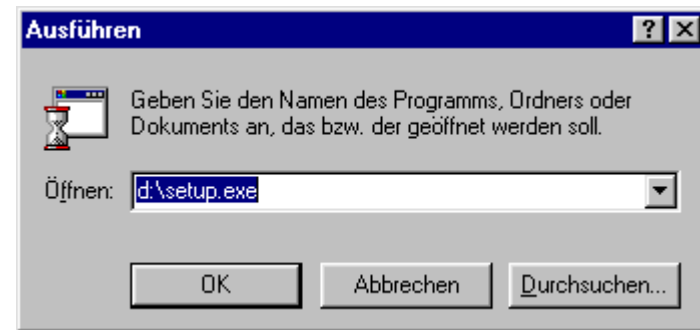 Ausführen
Geben Sie den Namen des Programms, Ordners oder
Dokuments an, das bzw. der geöffnet werden soll.
Öffnen: d:\setup.exe
OK Abbrechen Durchsuchen...